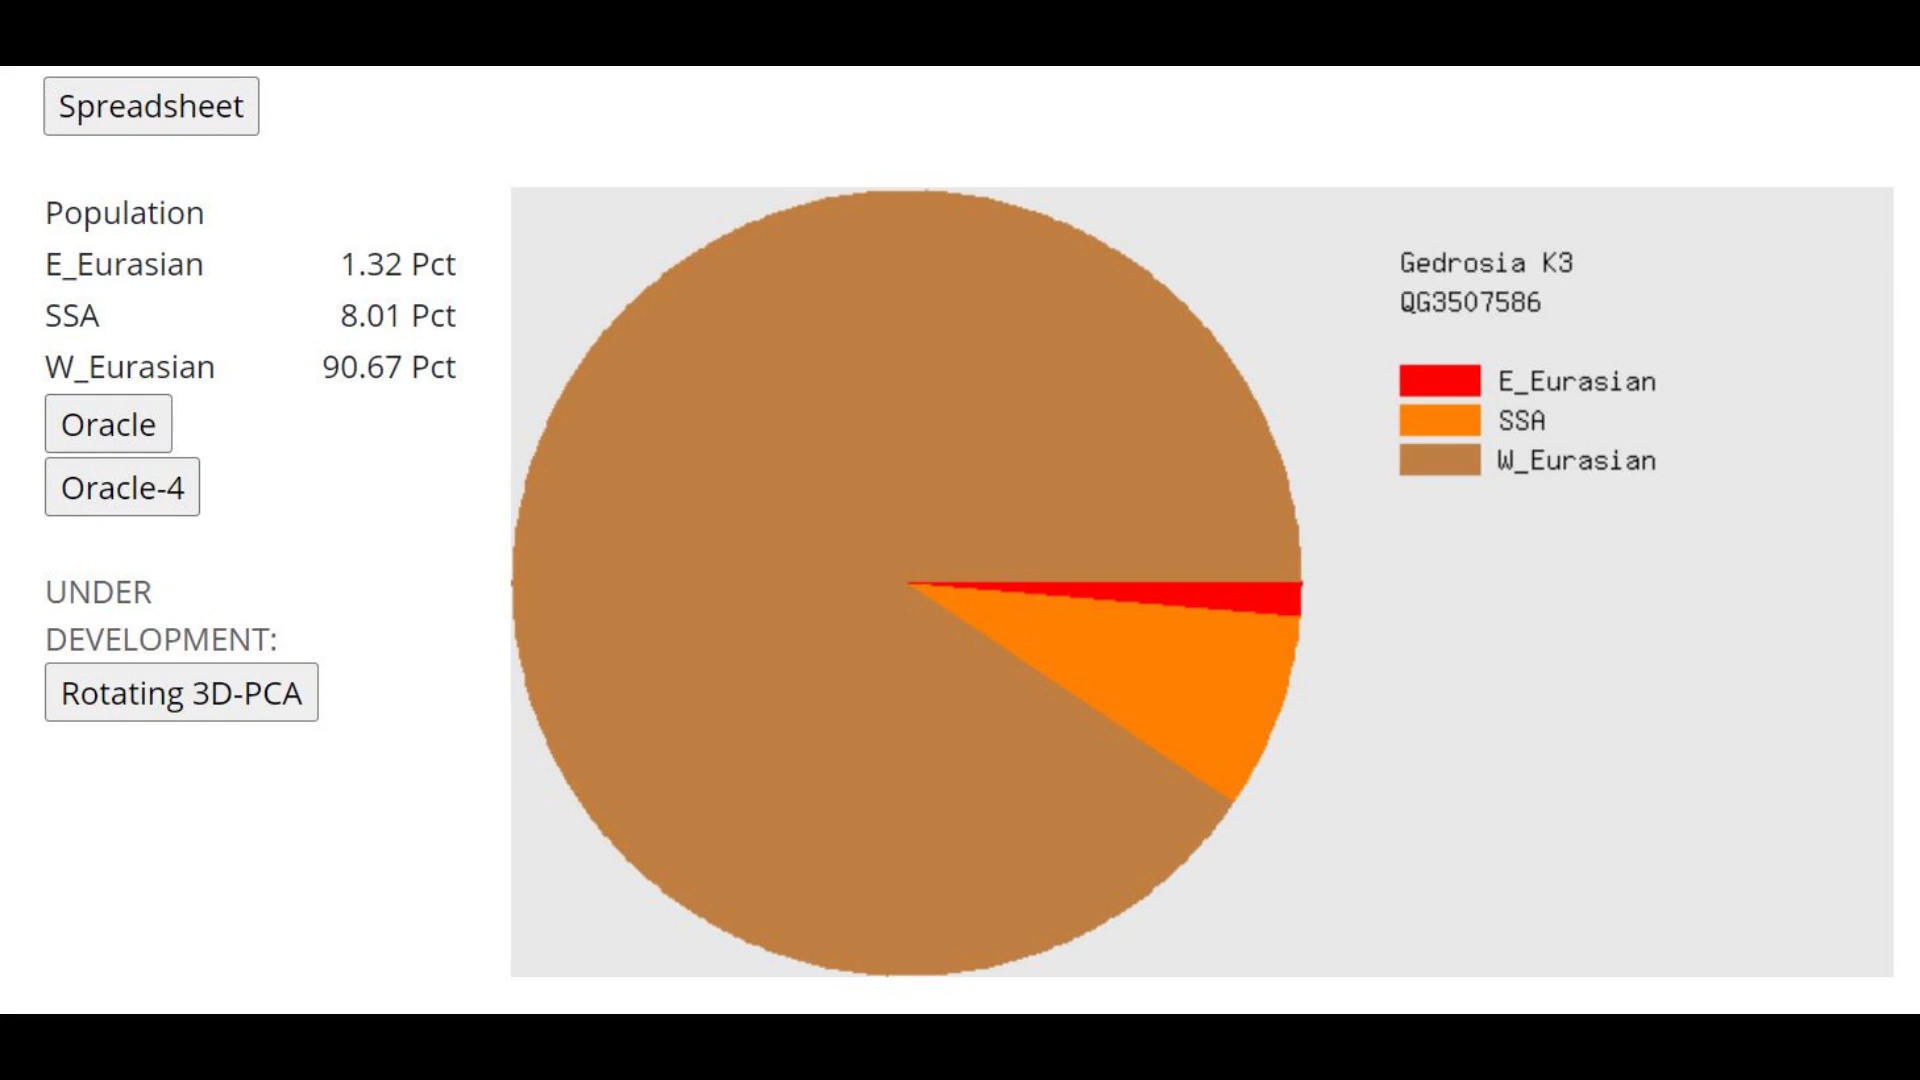 Spreadsheet
Population
E_Eurasian 1.32 Pct
SSA 8.01 Pct
W_Eurasian 90.67 Pct
Oracle
Oracle-4
UNDER
DEVELOPMENT:
Rotating 3D-PCA
Gedrosia K3
QG3507586
E_Eurasian
SSA
W_Eurasian